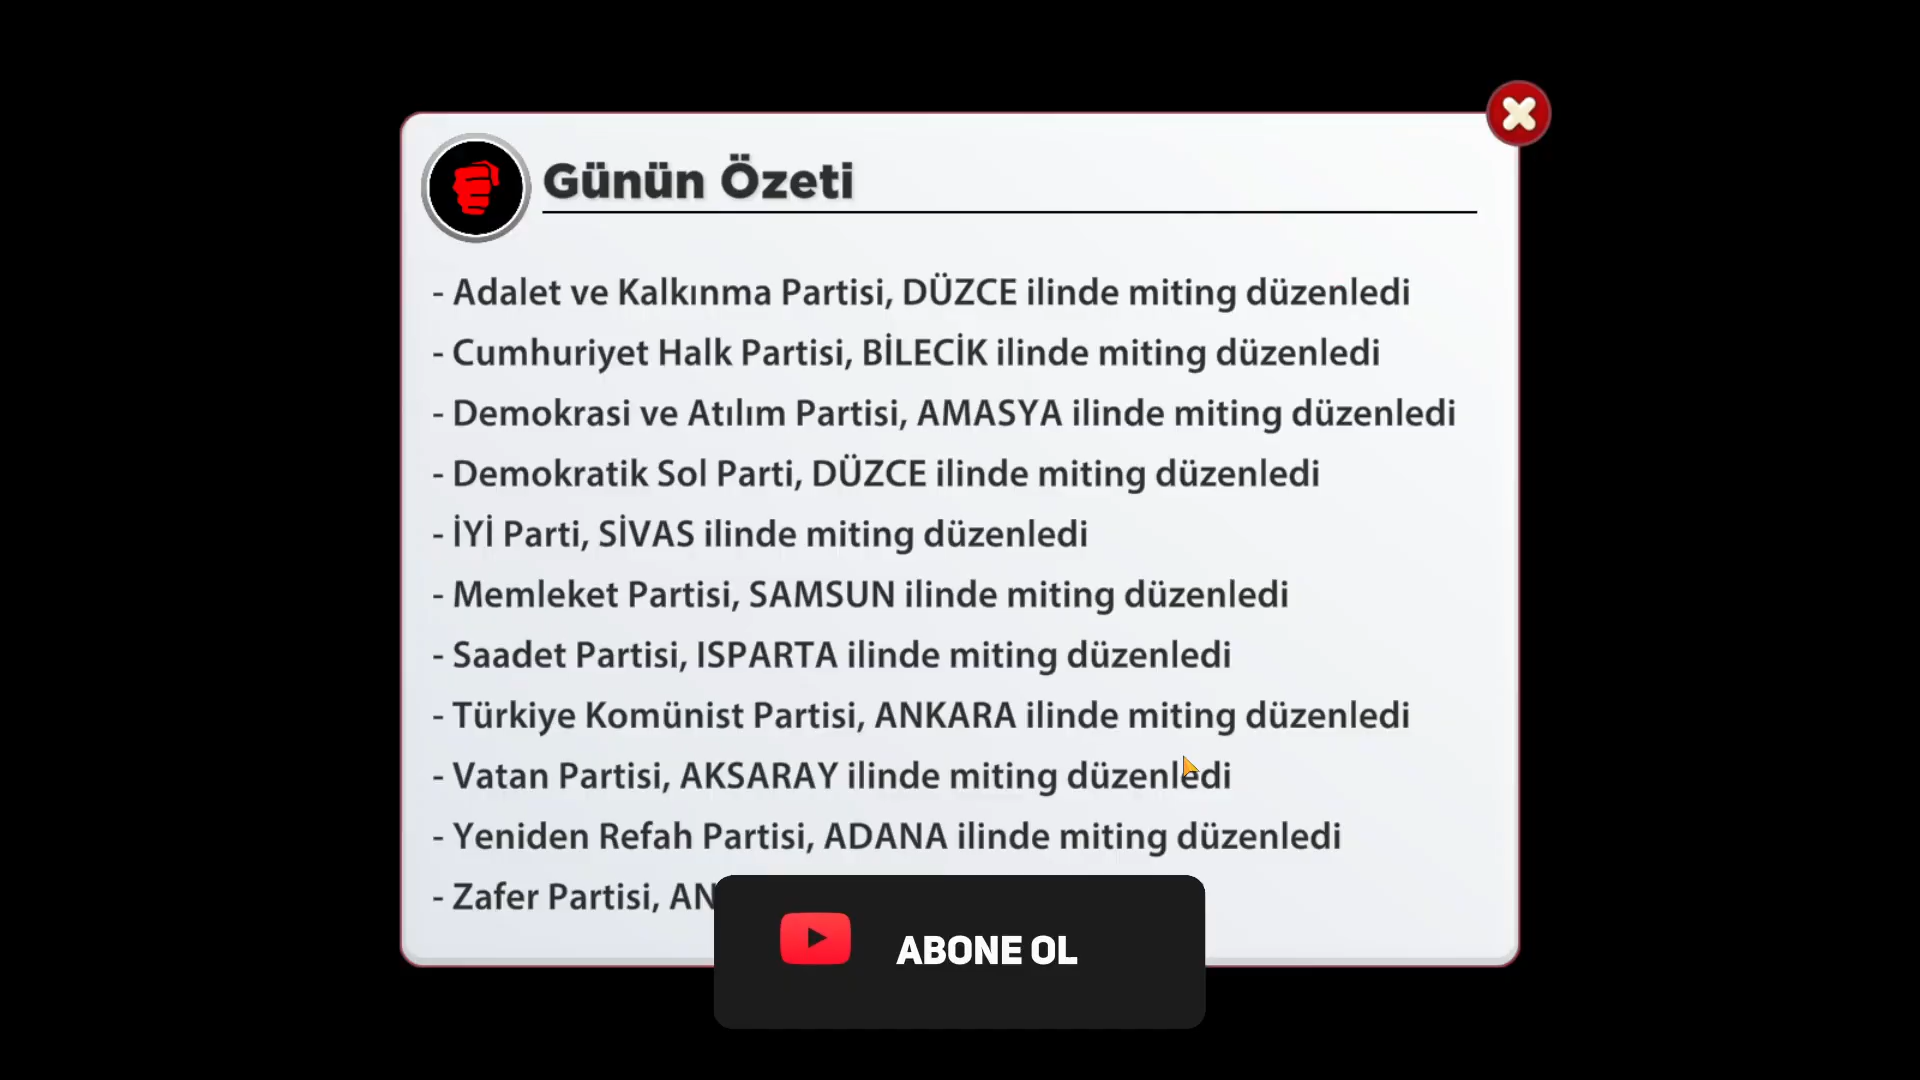 Günün Özeti
- Adalet ve Kalkınma Partisi, DÜZCE ilinde miting düzenledi
- Cumhuriyet Halk Partisi, BİLECİK ilinde miting düzenledi
- Demokrasi ve Atılım Partisi, AMASYA ilinde miting düzenledi
- Demokratik Sol Parti, DÜZCE ilinde miting düzenledi
- İYİ Parti, SİVAS ilinde miting düzenledi
- Memleket Partisi, SAMSUN ilinde miting düzenledi
- Saadet Partisi, ISPARTA ilinde miting düzenledi
- Türkiye Komünist Partisi, ANKARA ilinde miting düzenledi
- Vatan Partisi, AKSARAY ilinde miting düzenledi
- Yeniden Refah Partisi, ADANA ilinde miting düzenledi
- Zafer Partisi,
ABONE OL